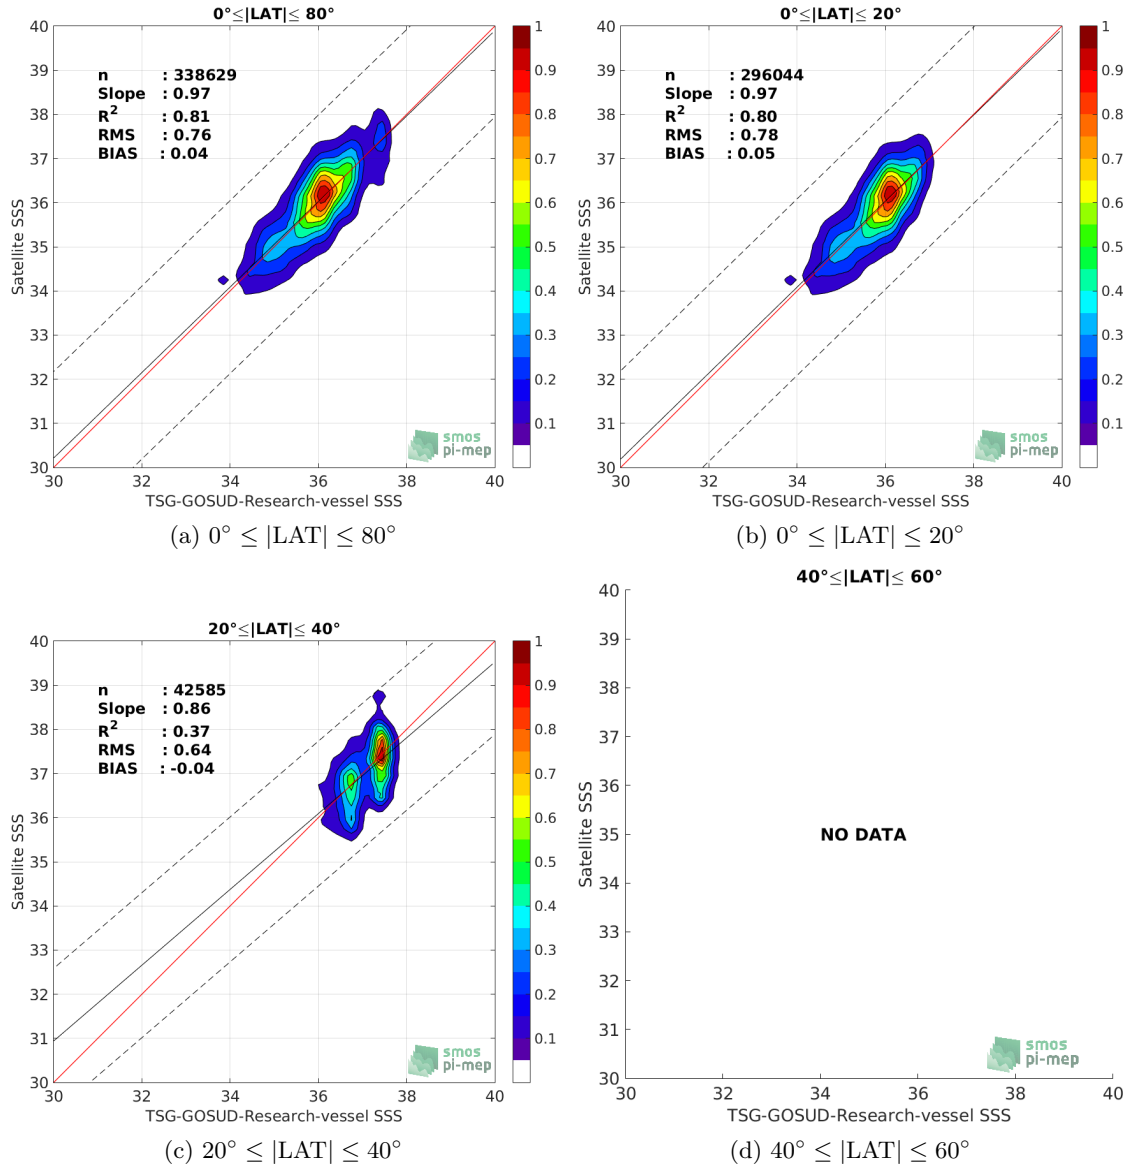 0°≤|LAT|≤ 80°
40
39
38
37
36
35
34
33
32
31
30
Satellite SSS
n : 338629
Slope : 0.97
R² : 0.81
RMS : 0.76
BIAS : 0.04
smos
pi-mep
30 32 34 36 38 40
TSG-GOSUD-Research-vessel SSS
1
0.9
0.8
0.7
0.6
0.5
0.4
0.3
0.2
0.1
(a) 0° ≤ |LAT| ≤ 80°
0°≤|LAT|≤ 20°
40
39
38
37
36
35
34
33
32
31
30
Satellite SSS
n : 296044
Slope : 0.97
R² : 0.80
RMS : 0.78
BIAS : 0.05
smos
pi-mep
30 32 34 36 38 40
TSG-GOSUD-Research-vessel SSS
1
0.9
0.8
0.7
0.6
0.5
0.4
0.3
0.2
0.1
(b) 0° ≤ |LAT| ≤ 20°
20°≤|LAT|≤ 40°
40
39
38
37
36
35
34
33
32
31
30
Satellite SSS
n : 42585
Slope : 0.86
R² : 0.37
RMS : 0.64
BIAS : -0.04
smos
pi-mep
30 32 34 36 38 40
TSG-GOSUD-Research-vessel SSS
1
0.9
0.8
0.7
0.6
0.5
0.4
0.3
0.2
0.1
(c) 20° ≤ |LAT| ≤ 40°
40°≤|LAT|≤ 60°
40
39
38
37
36
35
34
33
32
31
30
Satellite SSS
NO DATA
smos
pi-mep
30 32 34 36 38 40
TSG-GOSUD-Research-vessel SSS
(d) 40° ≤ |LAT| ≤ 60°